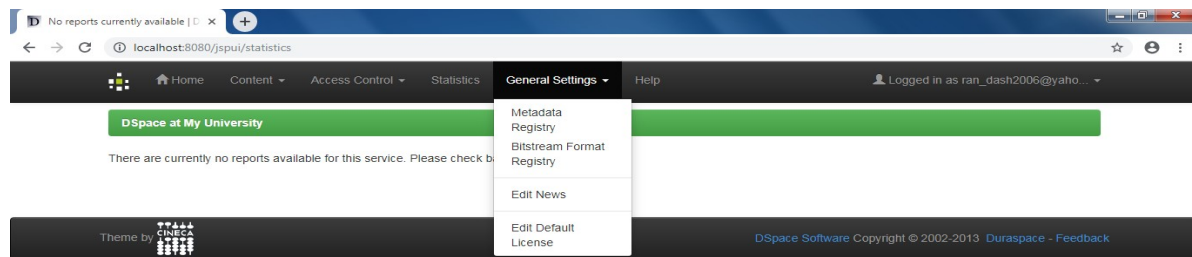 No reports currently available | D
localhost:8080/jspui/statistics
Home Content Access Control Statistics General Settings Help Logged in as ran_dash2006@yaho...
Metadata
Registry
Bitstream Format
Registry
Edit News
Edit Default
License
DSpace at My University
There are currently no reports available for this service. Please check b
Theme by CINECA
DSpace Software Copyright © 2002-2013 Duraspace - Feedback